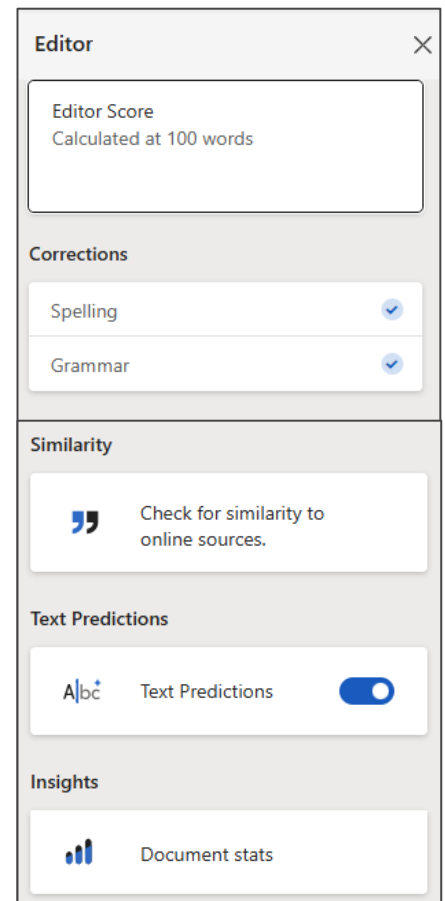 Editor
Editor Score
Calculated at 100 words
Corrections
Spelling
Grammar
Similarity
Check for similarity to
online sources.
Text Predictions
Abc
Text Predictions
Insights
Document stats